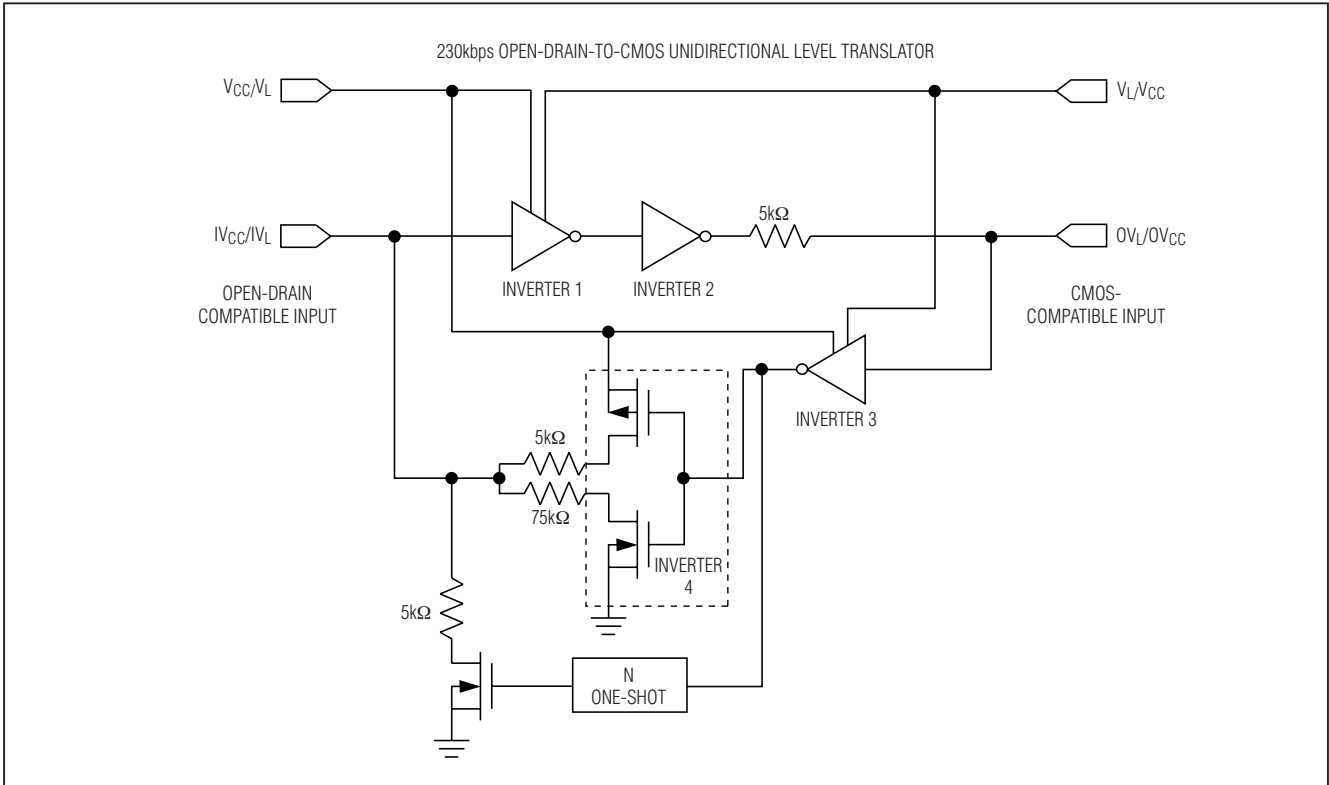 230kbps OPEN-DRAIN-TO-CMOS UNIDIRECTIONAL LEVEL TRANSLATOR
VCC/VL
VL/VCC
5kΩ
IVCC/IVL
OVL/OVCC
INVERTER 1
INVERTER 2
OPEN-DRAIN
COMPATIBLE INPUT
CMOS-
COMPATIBLE INPUT
INVERTER 3
5kΩ
75kΩ
INVERTER
4
5kΩ
N
ONE-SHOT